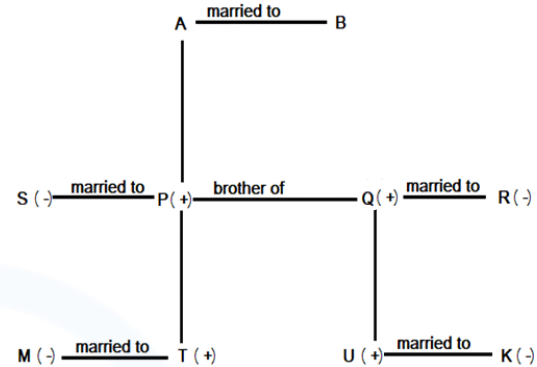 A married to B
S (-) married to P(+) brother of Q(+) married to R(-)
M (-) married to T (+) U (+) married to K(-)